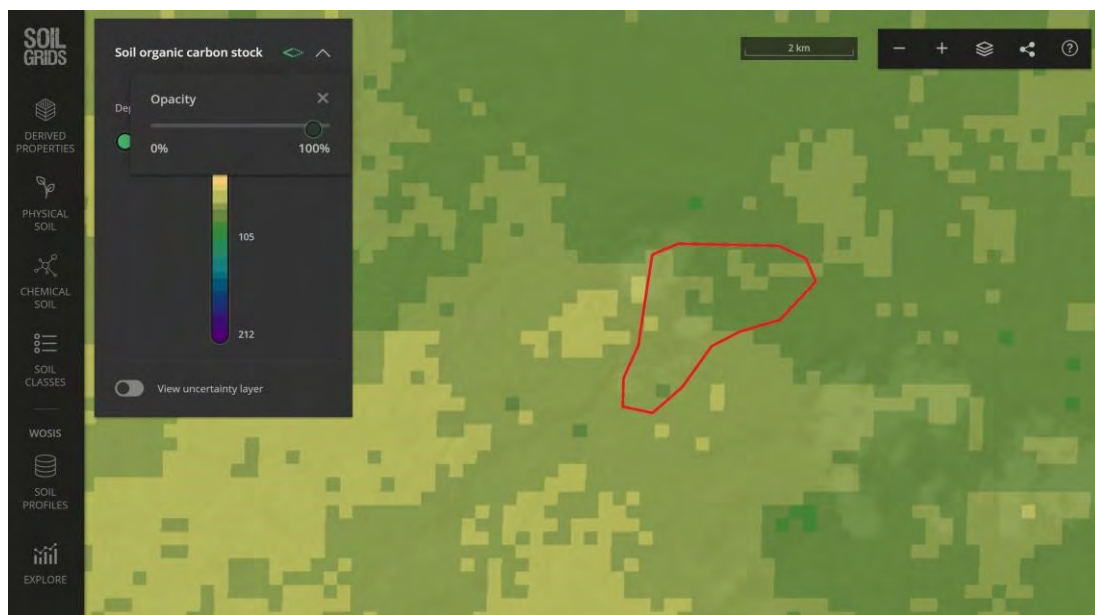 SOIL
GRIDS
DERIVED
PROPERTIES
PHYSICAL
SOIL
CHEMICAL
SOIL
SOIL
CLASSES
WOSIS
SOIL
PROFILES
EXPLORE
Soil organic carbon stock
Opacity
0%
100%
105
212
View uncertainty layer
2 km